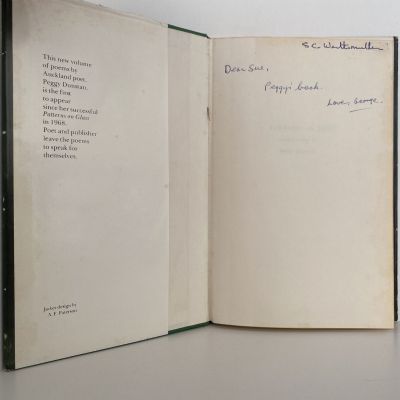 This new volume
of poems by
Auckland poet,
Peggy Dunstan,
is the first
to appear
since her successful
Patterns on Glass
in 1968.
Poet and publisher
leave the poems
to speak for
themselves.
Jacket design by
A. F. Paterson
S.C.
Dear Sue,
Peggy's book.
Love, George.